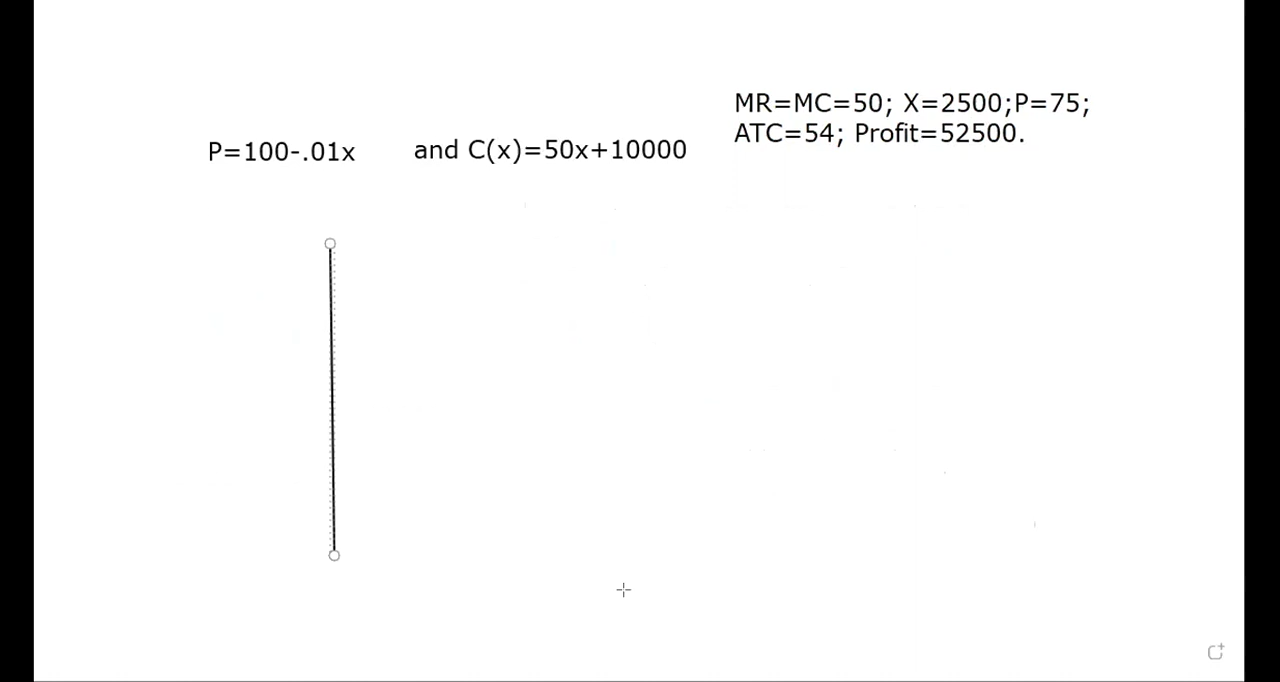 MR=MC=50; X=2500;P=75;
ATC=54; Profit=52500.
P=100-.01x and C(x)=50x+10000